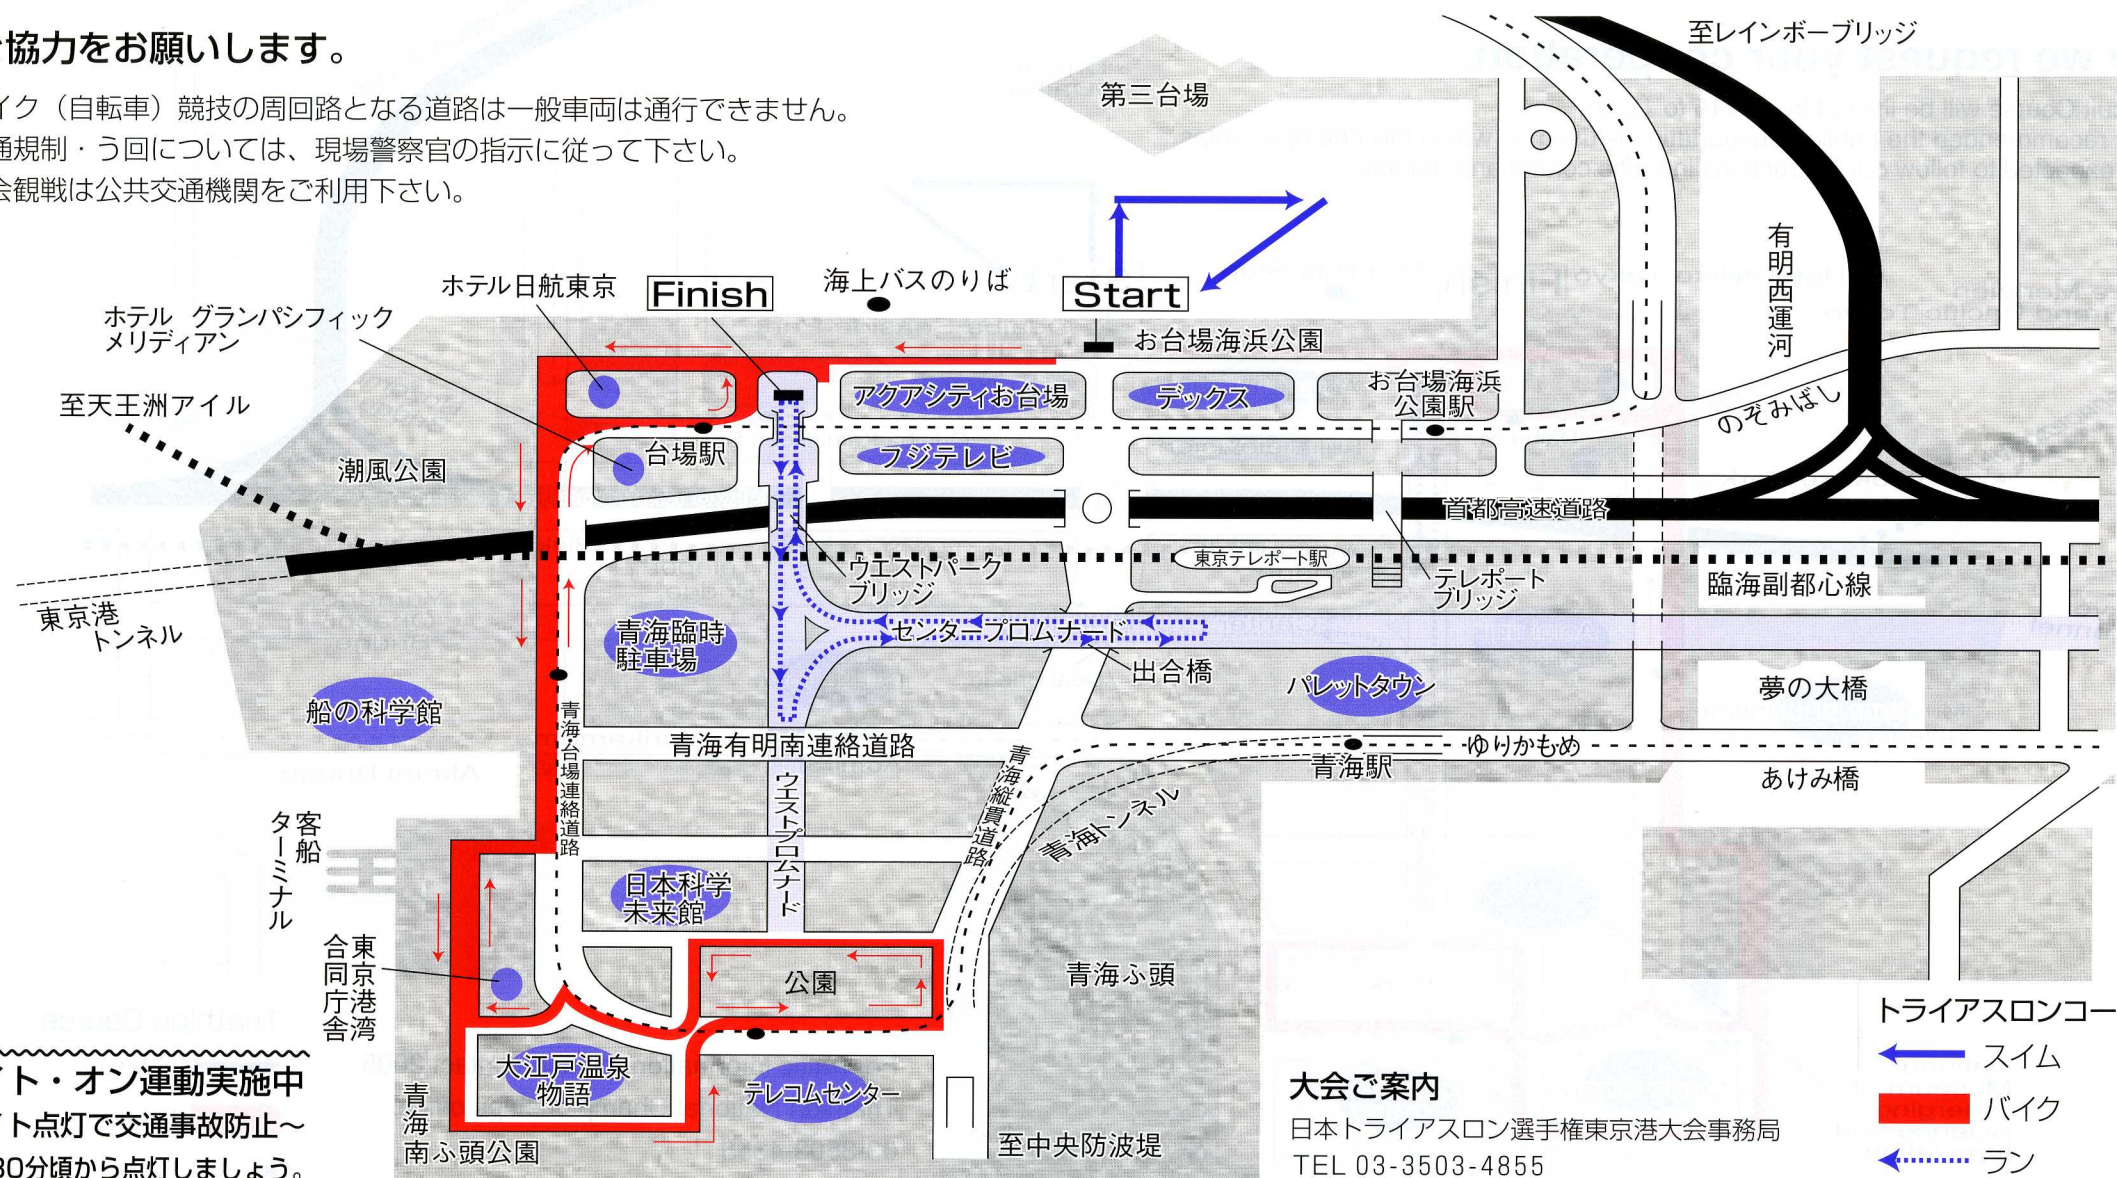 協力をお願いします。
イク（自転車）競技の周回路となる道路は一般車両は通行できません。
通規制・う回については、現場警察官の指示に従って下さい。
会観戦は公共交通機関をご利用下さい。
至レインボーブリッジ
第三台場
有明西運河
ホテル日航東京
Finish
海上バスのりば
Start
お台場海浜公園
ホテル グランパシフィック
メリディアン
至天王洲アイル
アクアシティお台場
デックス
お台場海浜
公園駅
のぞみばし
潮風公園
台場駅
フジテレビ
首都高速道路
東京テレポート駅
ウエストパーク
ブリッジ
テレポート
ブリッジ
臨海副都心線
東京港
トンネル
青海臨時
駐車場
センタープロムナード
出合橋
パレットタウン
夢の大橋
船の科学館
青海・台場連絡道路
青海有明南連絡道路
青海縦貫道路
青海駅
ゆりかもめ
あけみ橋
青海トンネル
ウエストプロムナード
客船
ターミナル
日本科学
未来館
東京港湾
合同庁舎
公園
青海ふ頭
大江戸温泉
物語
テレコムセンター
青海
南ふ頭公園
至中央防波堤
イト・オン運動実施中
イト点灯で交通事故防止～
30分頃から点灯しましょう。
大会ご案内
日本トライアスロン選手権東京港大会事務局
TEL 03-3503-4855
トライアスロンコー
スイム
バイク
ラン